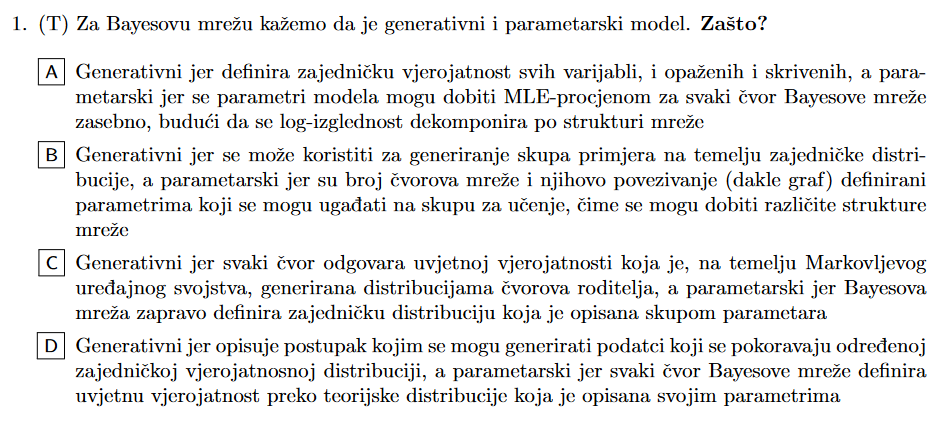 1. (T) Za Bayesovu mrežu kažemo da je generativni i parametarski model. Zašto?
A Generativni jer definira zajedničku vjerojatnost svih varijabli, i opaženih i skrivenih, a para-
metarski jer se parametri modela mogu dobiti MLE-procjenom za svaki čvor Bayesove mreže
zasebno, budući da se log-izglednost dekomponira po strukturi mreže
B Generativni jer se može koristiti za generiranje skupa primjera na temelju zajedničke distri-
bucije, a parametarski jer su broj čvorova mreže i njihovo povezivanje (dakle graf) definirani
parametrima koji se mogu ugađati na skupu za učenje, čime se mogu dobiti različite strukture
mreže
C Generativni jer svaki čvor odgovara uvjetnoj vjerojatnosti koja je, na temelju Markovljevog
uređajnog svojstva, generirana distribucijama čvorova roditelja, a parametarski jer Bayesova
mreža zapravo definira zajedničku distribuciju koja je opisana skupom parametara
D Generativni jer opisuje postupak kojim se mogu generirati podatci koji se pokoravaju određenoj
zajedničkoj vjerojatnosnoj distribuciji, a parametarski jer svaki čvor Bayesove mreže definira
uvjetnu vjerojatnost preko teorijske distribucije koja je opisana svojim parametrima